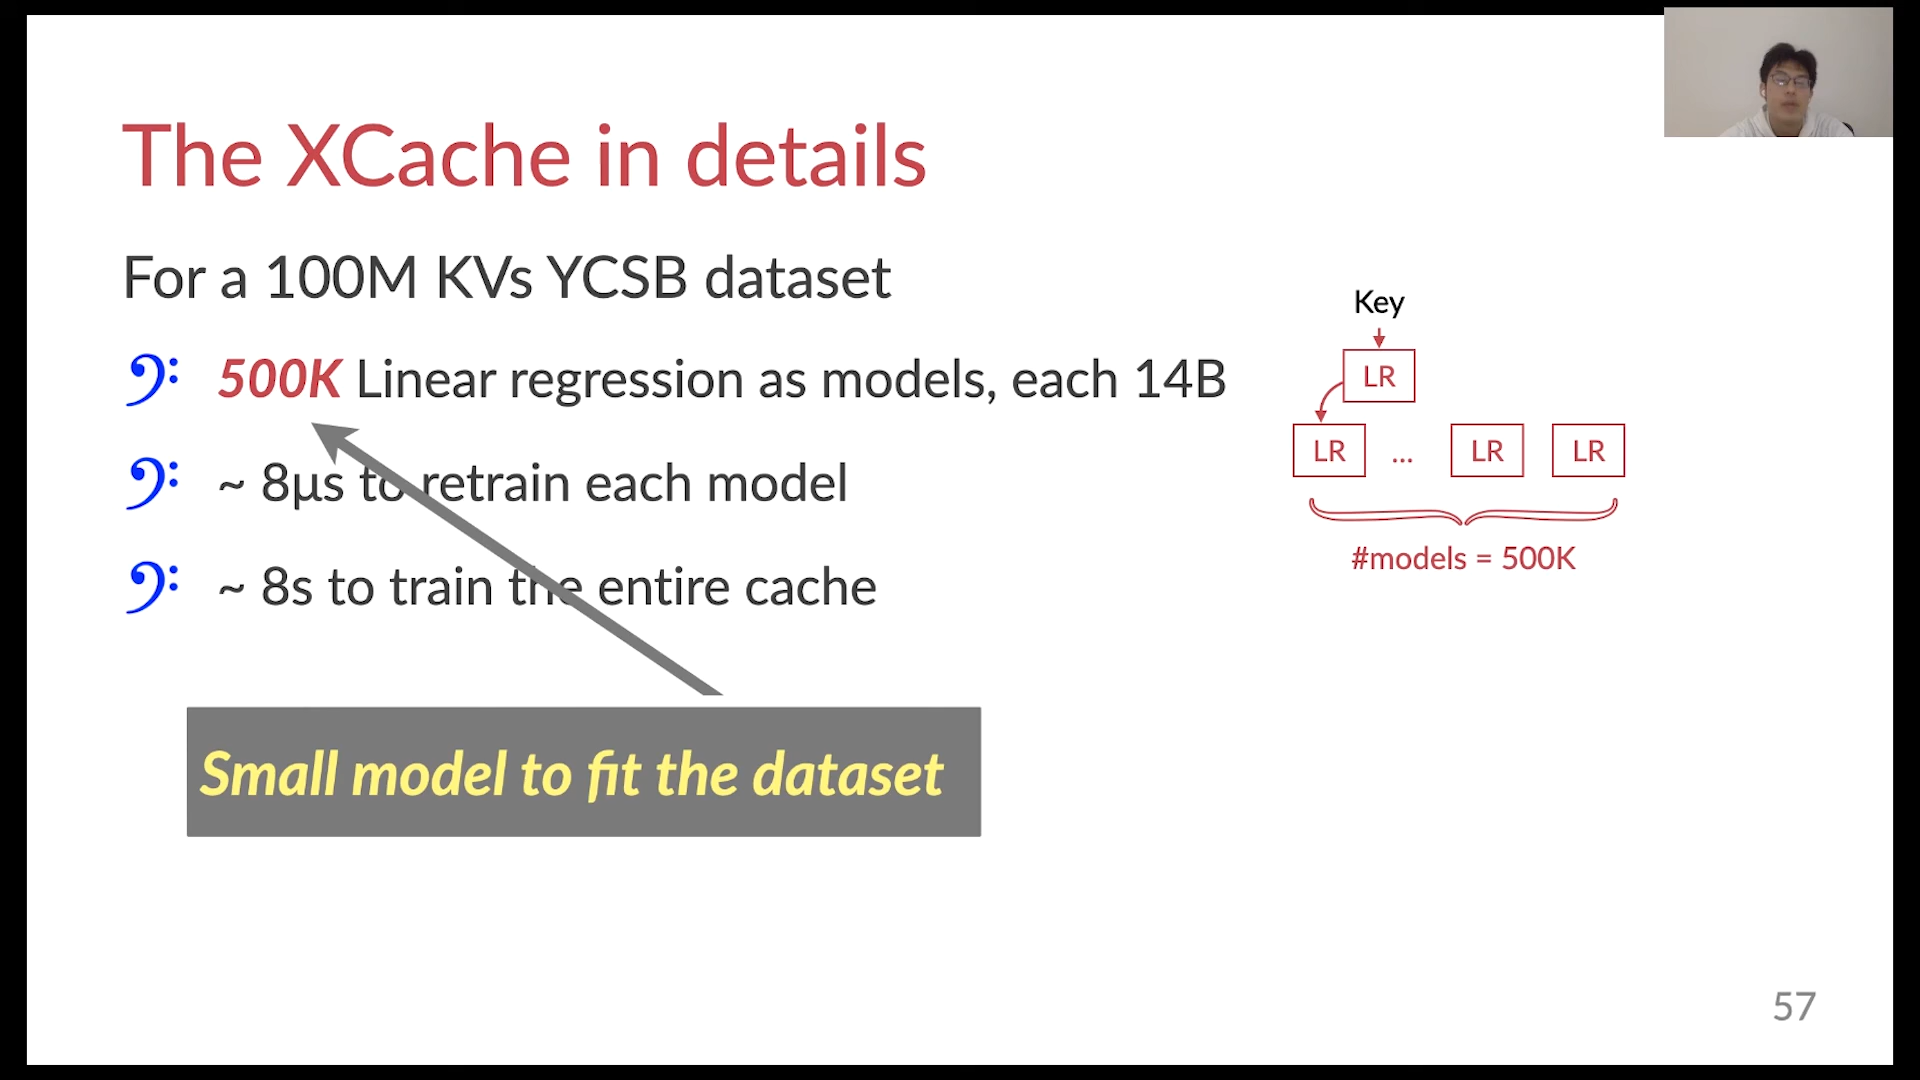 The XCache in details
For a 100M KVs YCSB dataset
500K Linear regression as models, each 14B
~ 8μs to retrain each model
~ 8s to train the entire cache
Small model to fit the dataset
Key
LR
LR ... LR LR
#models = 500K
57